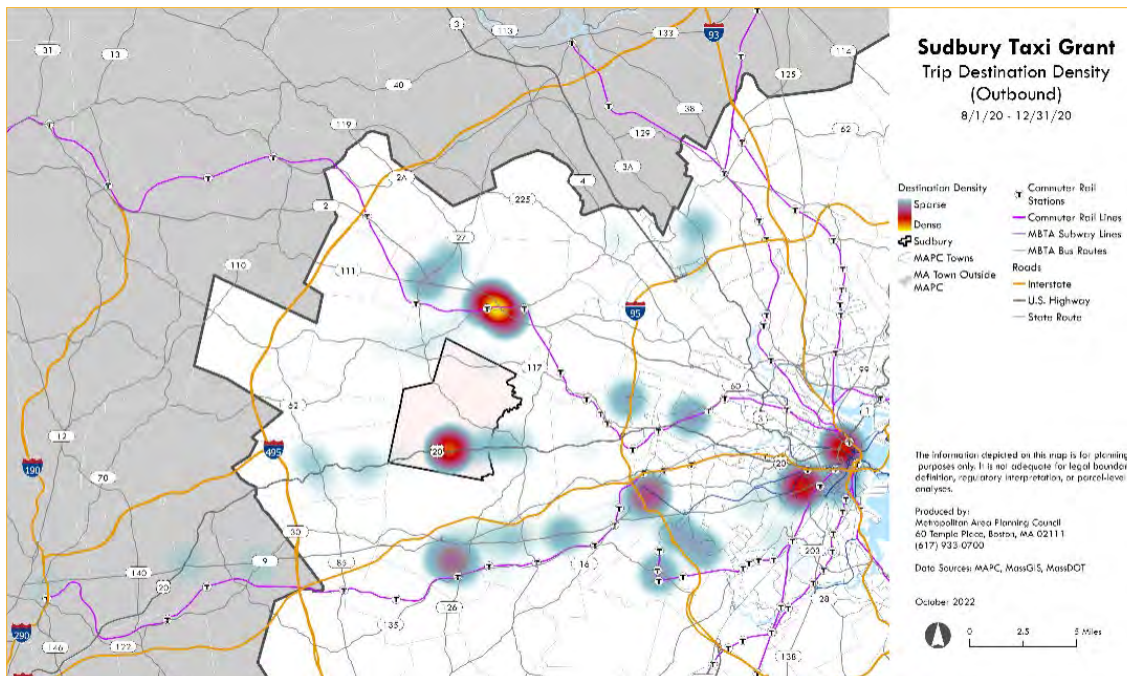 Sudbury Taxi Grant
Trip Destination Density
(Outbound)
8/1/20 - 12/31/20
Destination Density
Sparse
Dense
Sudbury
MAPC Towns
MA Town Outside
MAPC
Commuter Rail
Stations
Commuter Rail Lines
MBTA Subway Lines
MBTA Bus Routes
Roads
Interstate
U.S. Highway
State Route
The information depicted on this map is for planning
purposes only. It is not adequate for legal boundar
definition, regulatory interpretation, or parcel-level
analyses.
Produced by:
Metropolitan Area Planning Council
60 Temple Place, Boston, MA 02111
(617) 933-0700
Data Sources: MAPC, MassGIS, MassDOT
October 2022
0 2.5 5 Miles
31
13
3
113
133
93
114
125
40
38
119
129
62
3A
2A
4
2
225
27
110
111
95
117
60
99
62
3
1
12
20
20
495
190
70
30
9
85
16
203
140
20
126
28
135
290
146
122
138